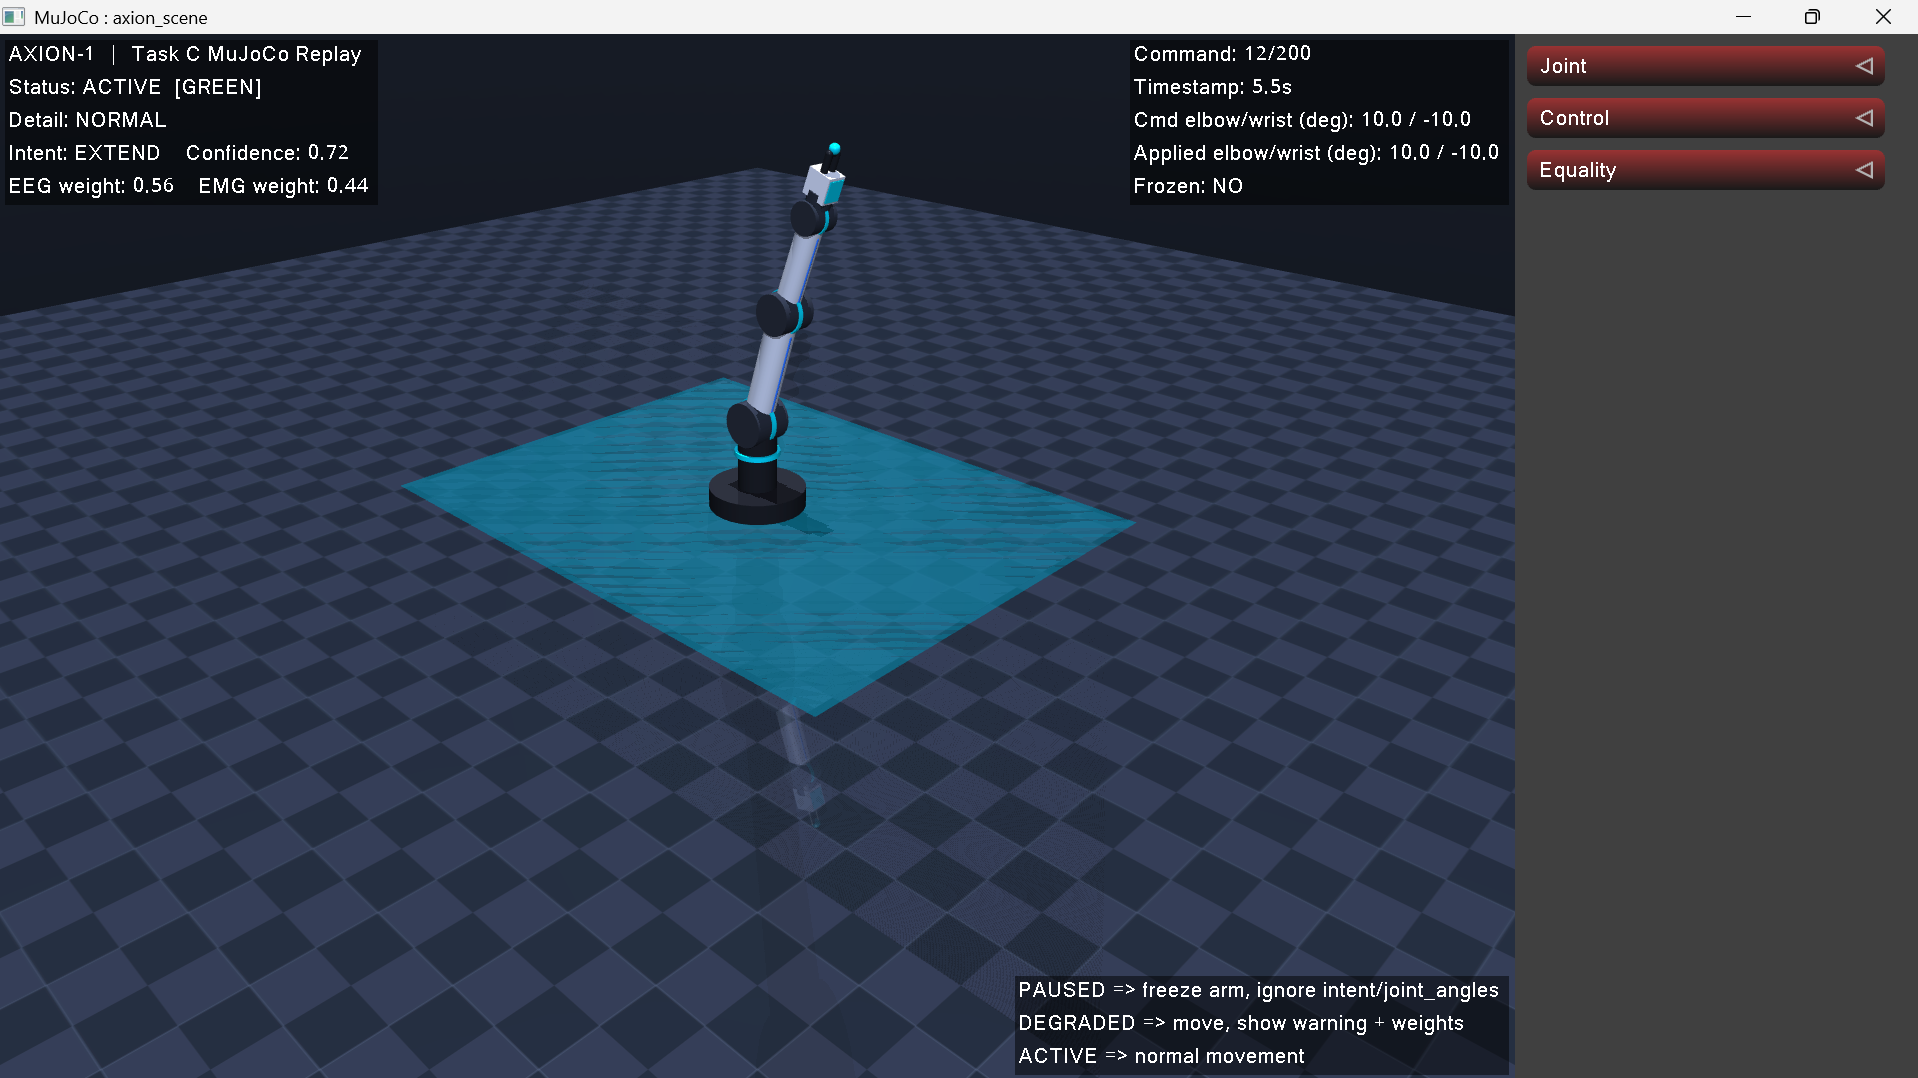 MuJoCo : axion_scene
AXION-1 | Task C MuJoCo Replay
Status: ACTIVE [GREEN]
Detail: NORMAL
Intent: EXTEND Confidence: 0.72
EEG weight: 0.56 EMG weight: 0.44
Command: 12/200
Timestamp: 5.5s
Cmd elbow/wrist (deg): 10.0 / -10.0
Applied elbow/wrist (deg): 10.0 / -10.0
Frozen: NO
Joint
Control
Equality
PAUSED => freeze arm, ignore intent/joint_angles
DEGRADED => move, show warning + weights
ACTIVE => normal movement